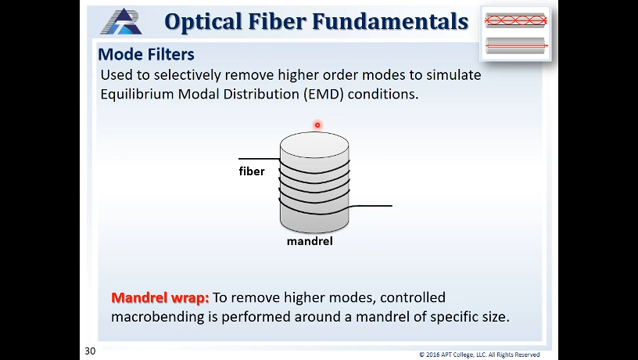 Optical Fiber Fundamentals
Mode Filters
Used to selectively remove higher order modes to simulate
Equilibrium Modal Distribution (EMD) conditions.
fiber
mandrel
Mandrel wrap: To remove higher modes, controlled
macrobending is performed around a mandrel of specific size.
30
© 2016 APT College, LLC. All Rights Reserved